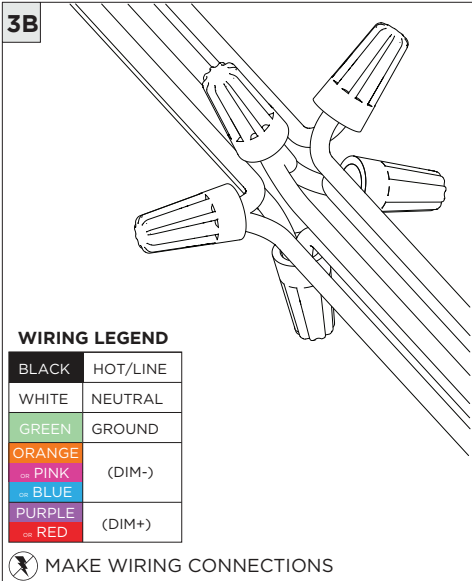 3B
WIRING LEGEND
BLACK HOT/LINE
WHITE NEUTRAL
GREEN GROUND
ORANGE
OR PINK (DIM-)
OR BLUE
PURPLE
OR RED (DIM+)
MAKE WIRING CONNECTIONS